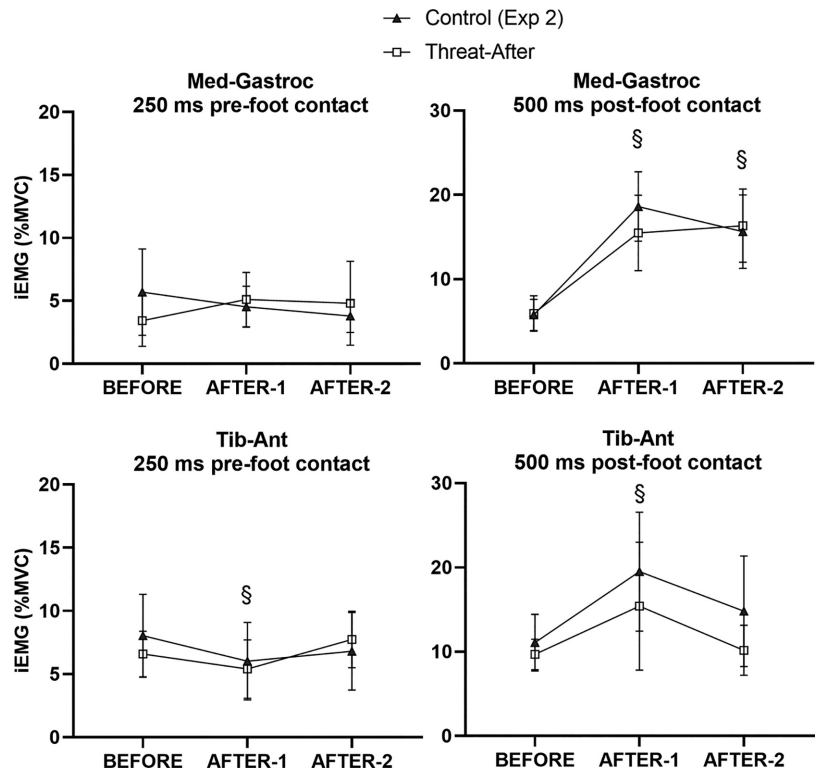 Control (Exp 2)
Threat-After
Med-Gastroc
250 ms pre-foot contact
20
15
10
5
0
iEMG (%MVC)
BEFORE AFTER-1 AFTER-2
Med-Gastroc
500 ms post-foot contact
30
20
10
0
§
§
BEFORE AFTER-1 AFTER-2
Tib-Ant
250 ms pre-foot contact
20
15
10
5
0
iEMG (%MVC)
§
BEFORE AFTER-1 AFTER-2
Tib-Ant
500 ms post-foot contact
30
20
10
0
§
BEFORE AFTER-1 AFTER-2